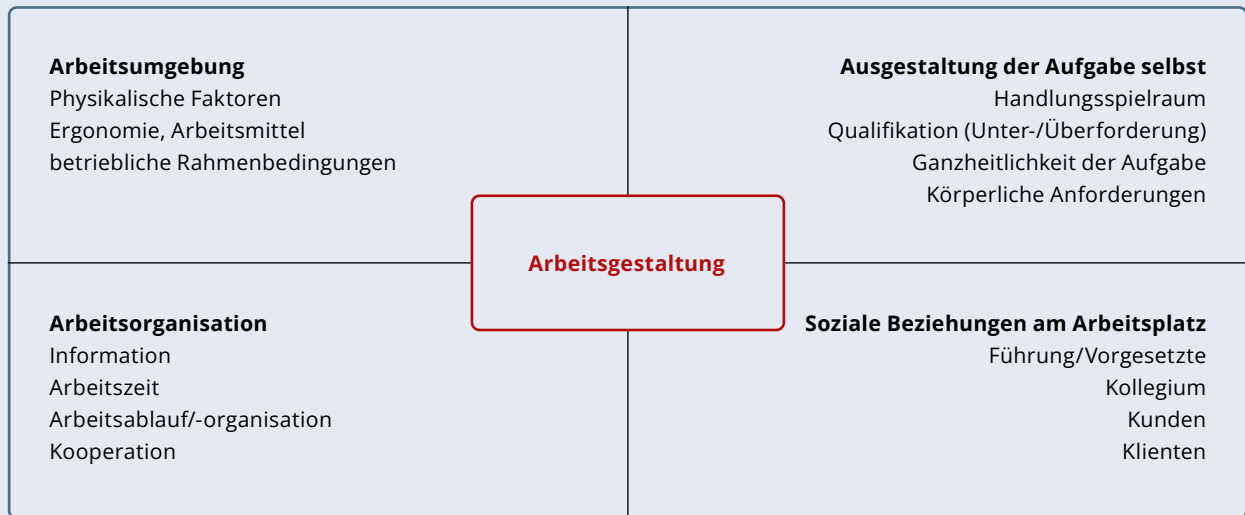 Arbeitsumgebung
Physikalische Faktoren
Ergonomie, Arbeitsmittel
betriebliche Rahmenbedingungen
Ausgestaltung der Aufgabe selbst
Handlungsspielraum
Qualifikation (Unter-/Überforderung)
Ganzheitlichkeit der Aufgabe
Körperliche Anforderungen
Arbeitsgestaltung
Arbeitsorganisation
Information
Arbeitszeit
Arbeitsablauf/-organisation
Kooperation
Soziale Beziehungen am Arbeitsplatz
Führung/Vorgesetzte
Kollegium
Kunden
Klienten